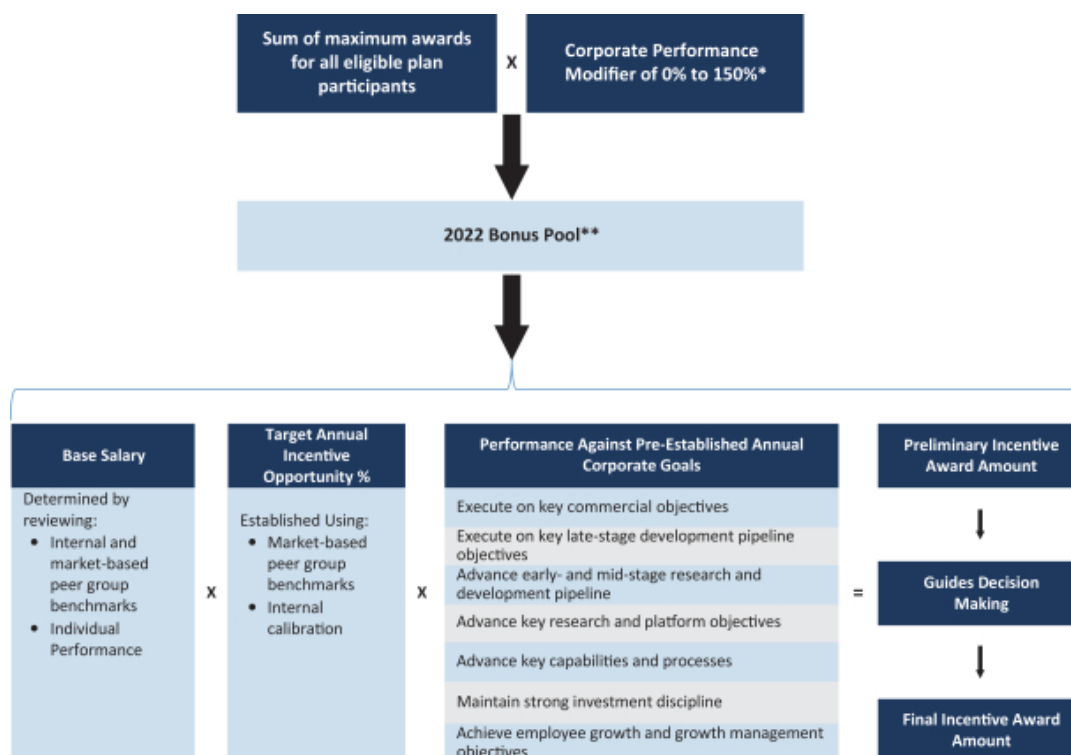 Sum of maximum awards
for all eligible plan
participants
X
Corporate Performance
Modifier of 0% to 150%*
2022 Bonus Pool**
Base Salary
Determined by
reviewing:
• Internal and
market-based
peer group
benchmarks
• Individual
Performance
X
Target Annual
Incentive
Opportunity %
Established Using:
• Market-based
peer group
benchmarks
• Internal
calibration
X
Performance Against Pre-Established Annual
Corporate Goals
Execute on key commercial objectives
Execute on key late-stage development pipeline
objectives
Advance early- and mid-stage research and
development pipeline
Advance key research and platform objectives
Advance key capabilities and processes
Maintain strong investment discipline
Achieve employee growth and growth management
objectives
=
Preliminary Incentive
Award Amount
Guides Decision
Making
Final Incentive Award
Amount